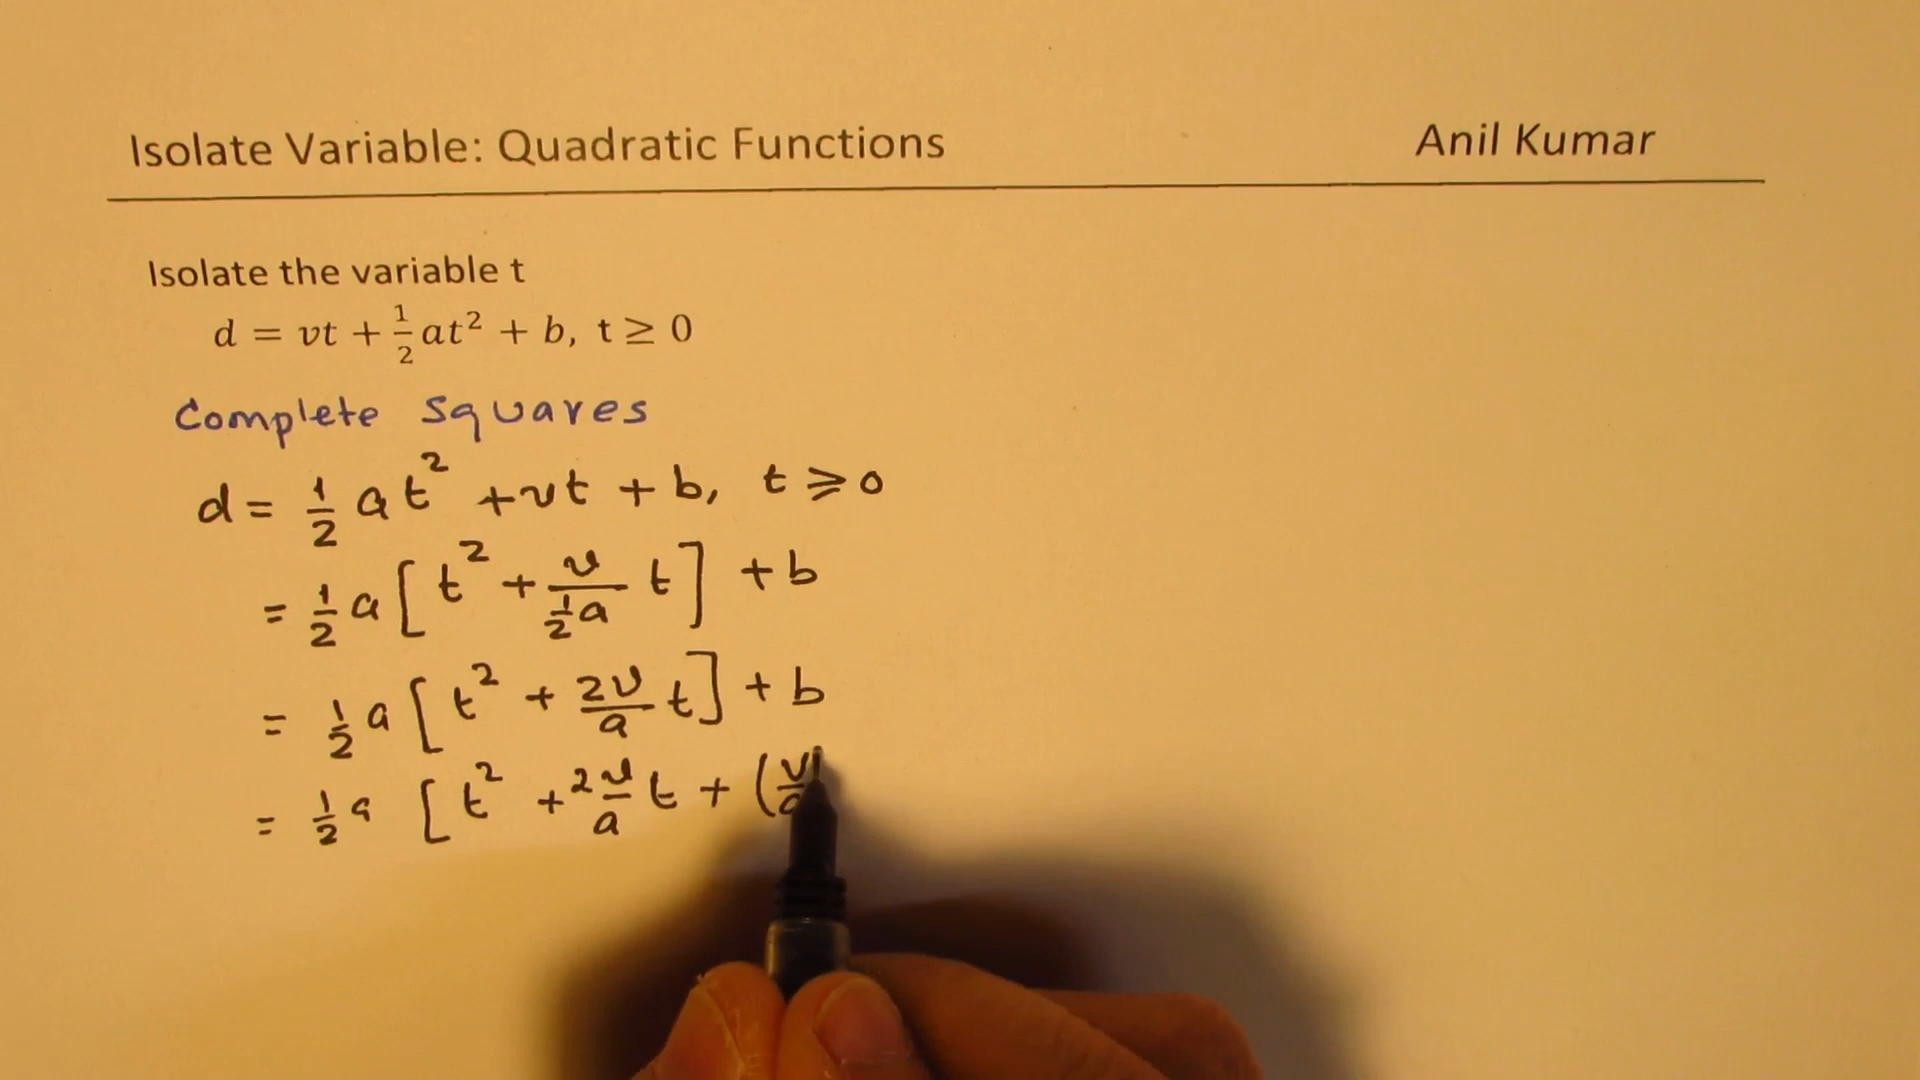 Isolate Variable: Quadratic Functions Anil Kumar
Isolate the variable t
d = vt + 1/2 at² + b, t ≥ 0
Complete squares
d = 1/2 at² + vt + b, t ≥ 0
= 1/2 a [t² + v/(1/2 a) t] + b
= 1/2 a [t² + 2v/a t] + b
= 1/2 a [t² + 2 v/a t + (v/a